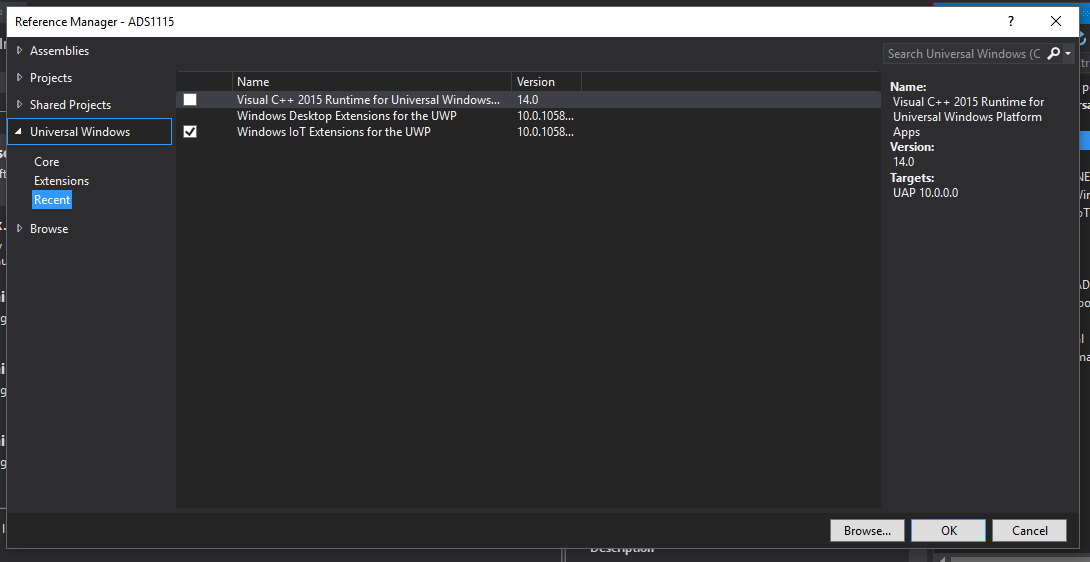 Reference Manager - ADS1115
?
Assemblies
Projects
Shared Projects
Universal Windows
Core
Extensions
Recent
Browse
Name Version
Visual C++ 2015 Runtime for Universal Windows... 14.0
Windows Desktop Extensions for the UWP 10.0.1058...
Windows IoT Extensions for the UWP 10.0.1058...
Search Universal Windows (C
Name:
Visual C++ 2015 Runtime for
Universal Windows Platform
Apps
Version:
14.0
Targets:
UAP 10.0.0.0
Browse... OK Cancel
Description